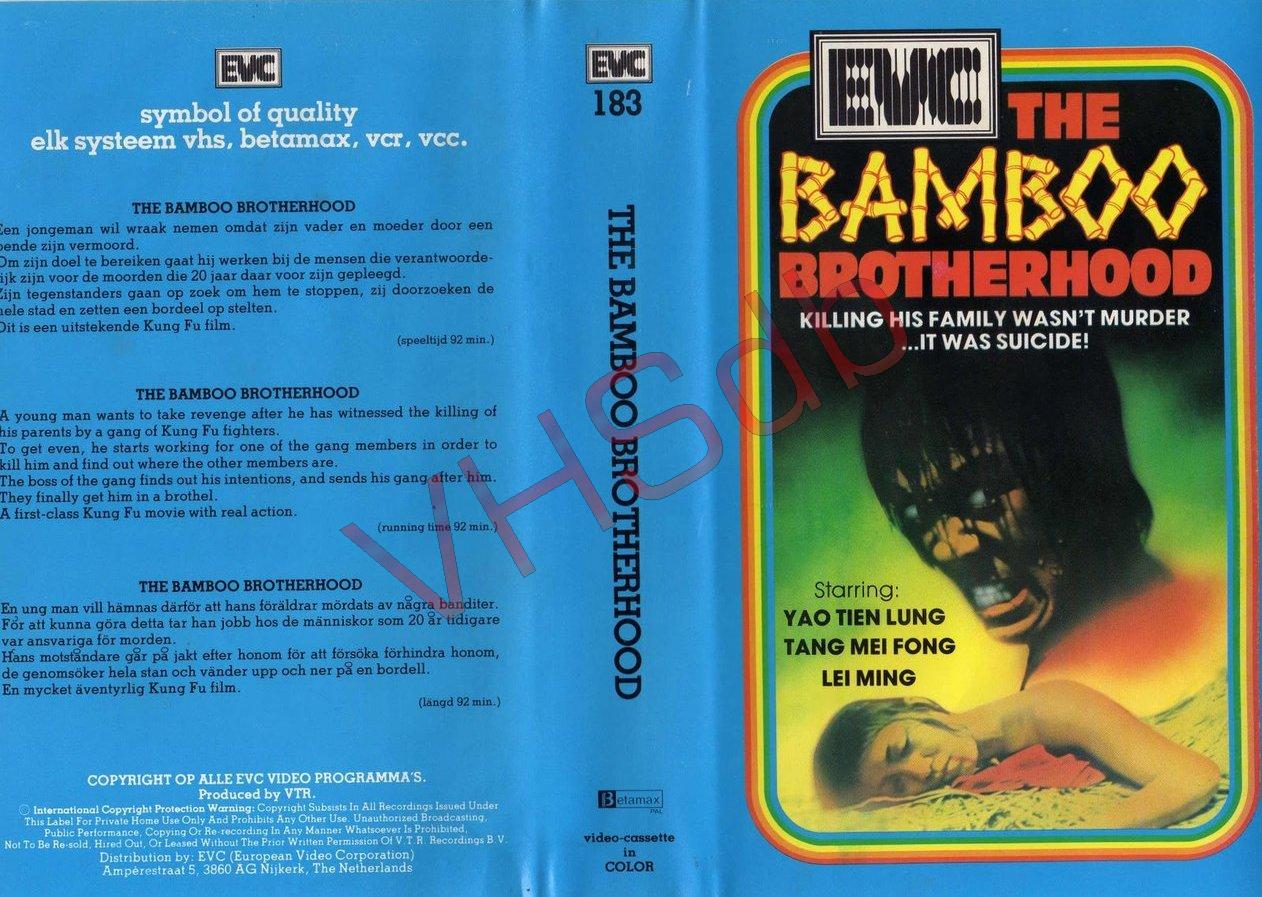 EVC
symbol of quality
elk systeem vhs, betamax, vcr, vcc.
THE BAMBOO BROTHERHOOD
Een jongeman wil wraak nemen omdat zijn vader en moeder door een
bende zijn vermoord.
Om zijn doel te bereiken gaat hij werken bij de mensen die verantwoorde-
lijk zijn voor de moorden die 20 jaar daar voor zijn gepleegd.
Zijn tegenstanders gaan op zoek om hem te stoppen, zij doorzoeken de
hele stad en zetten een bordeel op stelten.
Dit is een uitstekende Kung Fu film.
(speeltijd 92 min.)
THE BAMBOO BROTHERHOOD
A young man wants to take revenge after he has witnessed the killing of
his parents by a gang of Kung Fu fighters.
To get even, he starts working for one of the gang members in order to
kill him and find out where the other members are.
The boss of the gang finds out his intentions, and sends his gang after him.
They finally get him in a brothel.
A first-class Kung Fu movie with real action.
(running time 92 min.)
THE BAMBOO BROTHERHOOD
En ung man vill hämnas därför att hans föräldrar mördats av några banditer.
För att kunna göra detta tar han jobb hos de människor som 20 år tidigare
var ansvariga för morden.
Hans motståndare går på jakt efter honom för att försöka förhindra honom,
de genomsöker hela stan och vänder upp och ner på en bordell.
En mycket äventyrlig Kung Fu film.
(längd 92 min.)
COPYRIGHT OP ALLE EVC VIDEO PROGRAMMA'S.
Produced by VTR.
© International Copyright Protection Warning: Copyright Subsists In All Recordings Issued Under
This Label For Private Home Use Only And Prohibits Any Other Use. Unauthorized Broadcasting,
Public Performance, Copying Or Re-recording In Any Manner Whatsoever Is Prohibited,
Not To Be Re-sold, Hired Out, Or Leased Without The Prior Written Permission Of V.T.R. Recordings B.V.
Distribution by: EVC (European Video Corporation)
Ampèrestraat 5, 3860 AG Nijkerk, The Netherlands
EVC
183
THE BAMBOO BROTHERHOOD
Betamax
PAL
video-cassette
in
COLOR
EVC
THE
BAMBOO
BROTHERHOOD
KILLING HIS FAMILY WASN'T MURDER
...IT WAS SUICIDE!
Starring:
YAO TIEN LUNG
TANG MEI FONG
LEI MING
VHSdb